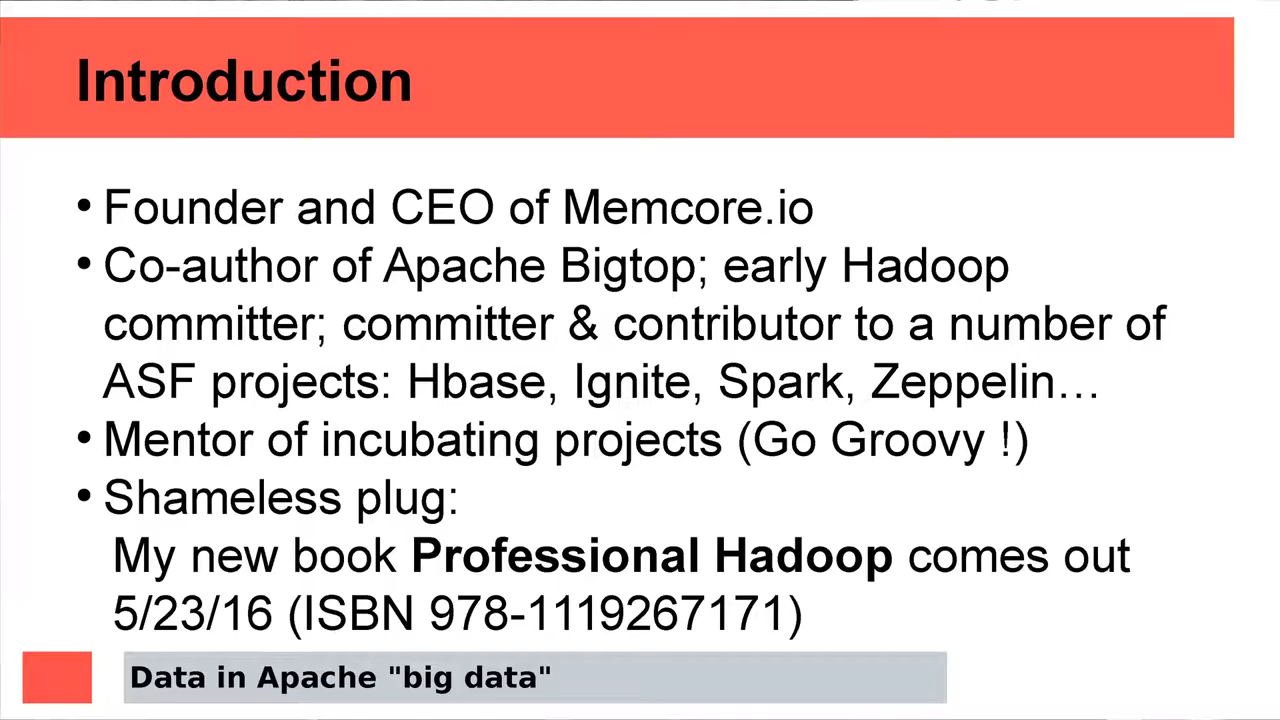 Introduction
• Founder and CEO of Memcore.io
• Co-author of Apache Bigtop; early Hadoop
committer; committer & contributor to a number of
ASF projects: Hbase, Ignite, Spark, Zeppelin…
• Mentor of incubating projects (Go Groovy !)
• Shameless plug:
My new book Professional Hadoop comes out
5/23/16 (ISBN 978-1119267171)
Data in Apache "big data"